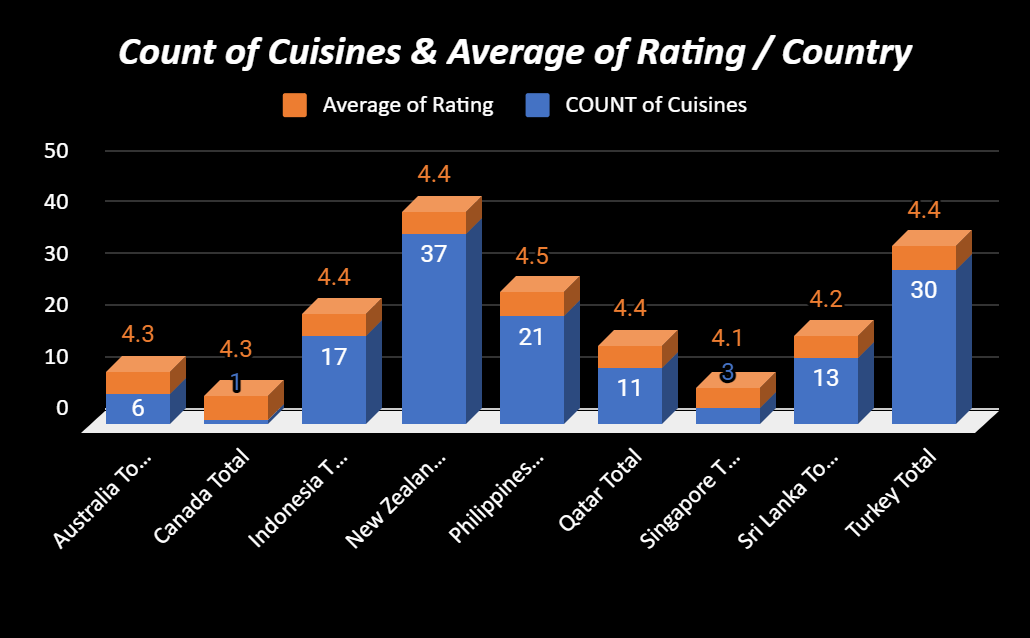 Count of Cuisines & Average of Rating / Country
Average of Rating COUNT of Cuisines
50
40
30
20
10
0
4.3
6
4.3
1
4.4
17
4.4
37
4.5
21
4.4
11
4.1
3
4.2
13
4.4
30
Australia To...
Canada Total
Indonesia T...
New Zealan...
Philippines...
Qatar Total
Singapore T...
Sri Lanka To...
Turkey Total